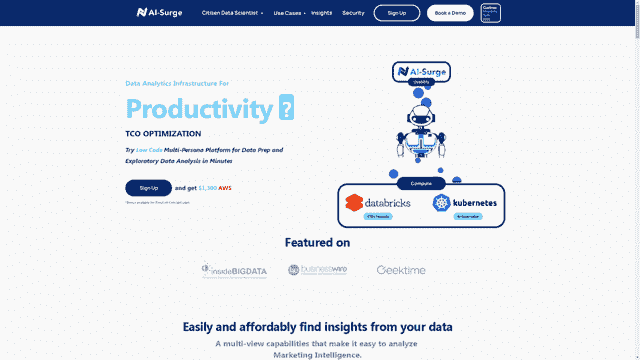 AI-Surge
Citizen Data Scientist
Use Cases
Insights
Security
Sign Up
Book a Demo
Data Analytics Infrastructure For
Productivity ?
TCO OPTIMIZATION
Try Low Code Multi-Persona Platform for Data Prep and
Exploratory Data Analysis in Minutes
Sign Up and get $1,300 AWS
AI-Surge
Usability
Compute
databricks
kubernetes
Featured on
insideBIGDATA
businesswire
Geektime
Easily and affordably find insights from your data
A multi-view capabilities that make it easy to analyze
Marketing Intelligence.